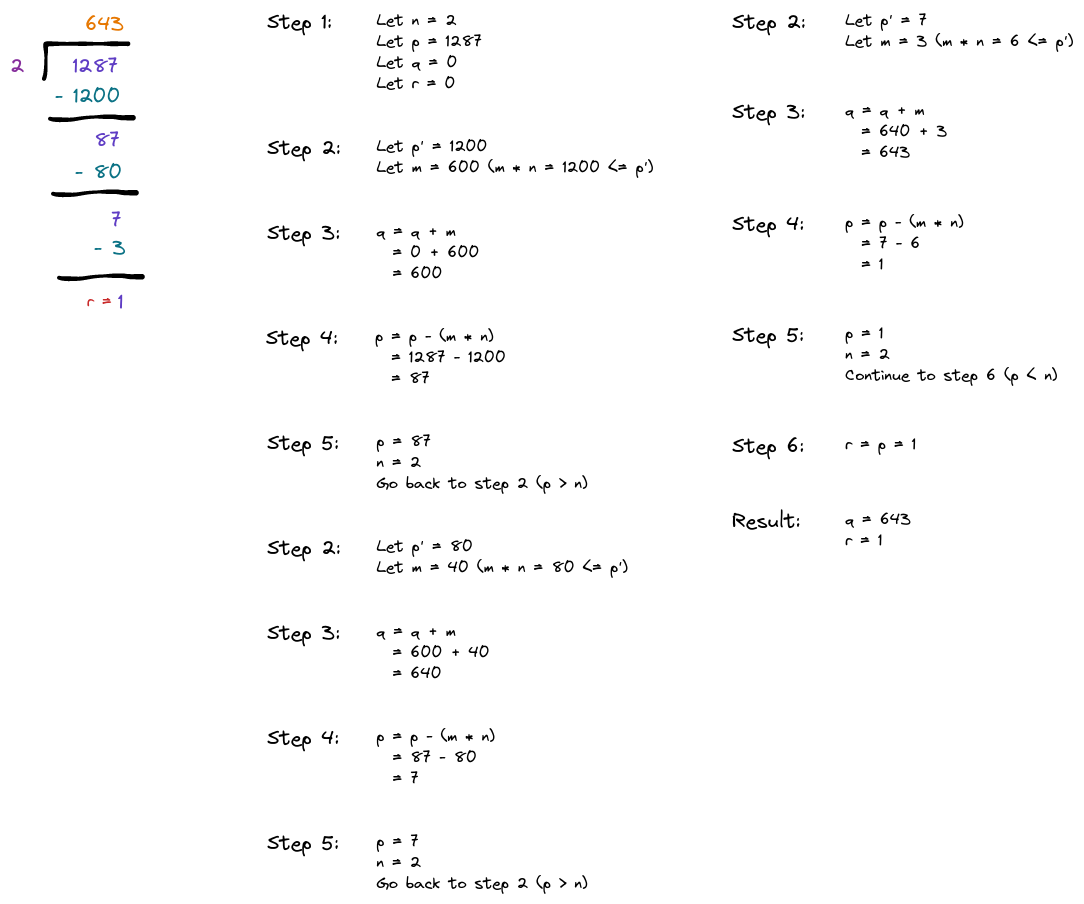 643
2 1287
- 1200
87
- 80
7
- 3
r = 1
Step 1: Let n = 2
Let p = 1287
Let q = 0
Let r = 0
Step 2: Let p' = 1200
Let m = 600 (m * n = 1200 <= p')
Step 3: q = q + m
= 0 + 600
= 600
Step 4: p = p - (m * n)
= 1287 - 1200
= 87
Step 5: p = 87
n = 2
Go back to step 2 (p > n)
Step 2: Let p' = 80
Let m = 40 (m * n = 80 <= p')
Step 3: q = q + m
= 600 + 40
= 640
Step 4: p = p - (m * n)
= 87 - 80
= 7
Step 5: p = 7
n = 2
Go back to step 2 (p > n)
Step 2: Let p' = 7
Let m = 3 (m * n = 6 <= p')
Step 3: q = q + m
= 640 + 3
= 643
Step 4: p = p - (m * n)
= 7 - 6
= 1
Step 5: p = 1
n = 2
Continue to step 6 (p < n)
Step 6: r = p = 1
Result: q = 643
r = 1